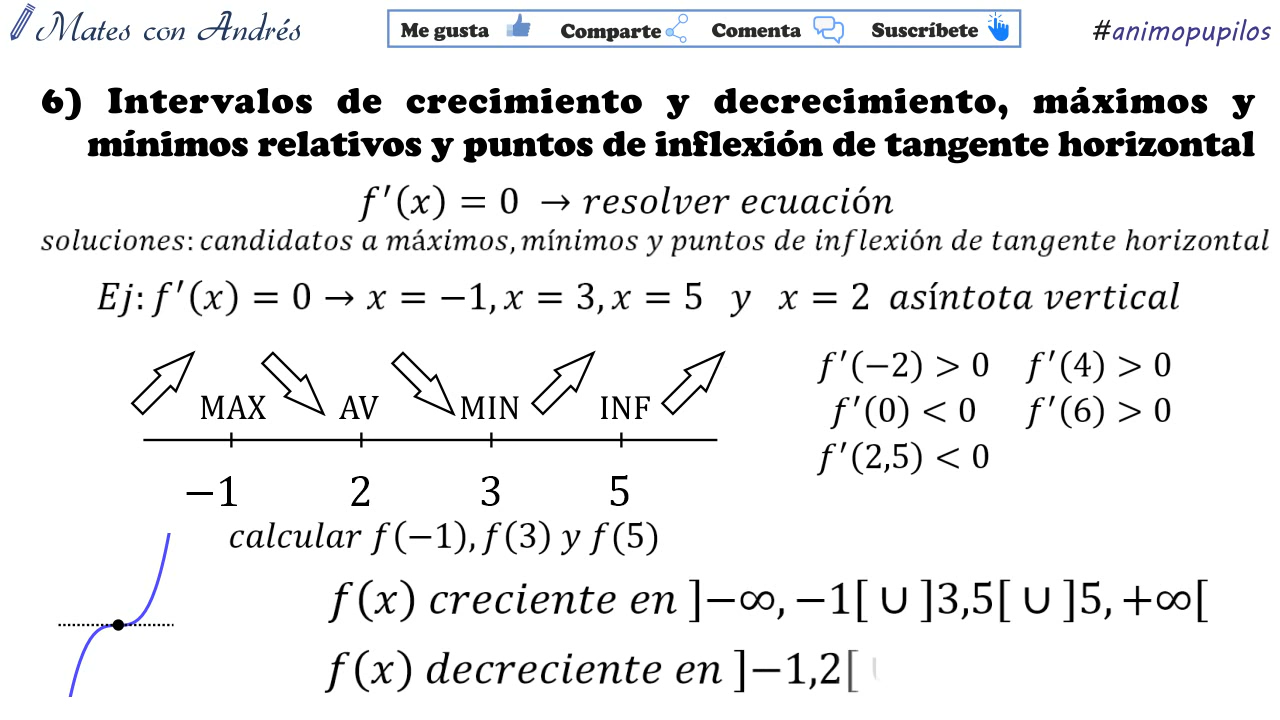 Mates con Andrés
Me gusta Comparte Comenta Suscríbete
#animopupilos
6) Intervalos de crecimiento y decrecimiento, máximos y
mínimos relativos y puntos de inflexión de tangente horizontal
f′(x) = 0 → resolver ecuación
soluciones: candidatos a máximos, mínimos y puntos de inflexión de tangente horizontal
Ej: f′(x) = 0 → x = −1, x = 3, x = 5 y x = 2 asíntota vertical
MAX AV MIN INF
−1 2 3 5
f′(−2) > 0 f′(4) > 0
f′(0) < 0 f′(6) > 0
f′(2,5) < 0
calcular f(−1), f(3) y f(5)
f(x) creciente en ]−∞, −1[ ∪ ]3,5[ ∪ ]5, +∞[
f(x) decreciente en ]−1,2[